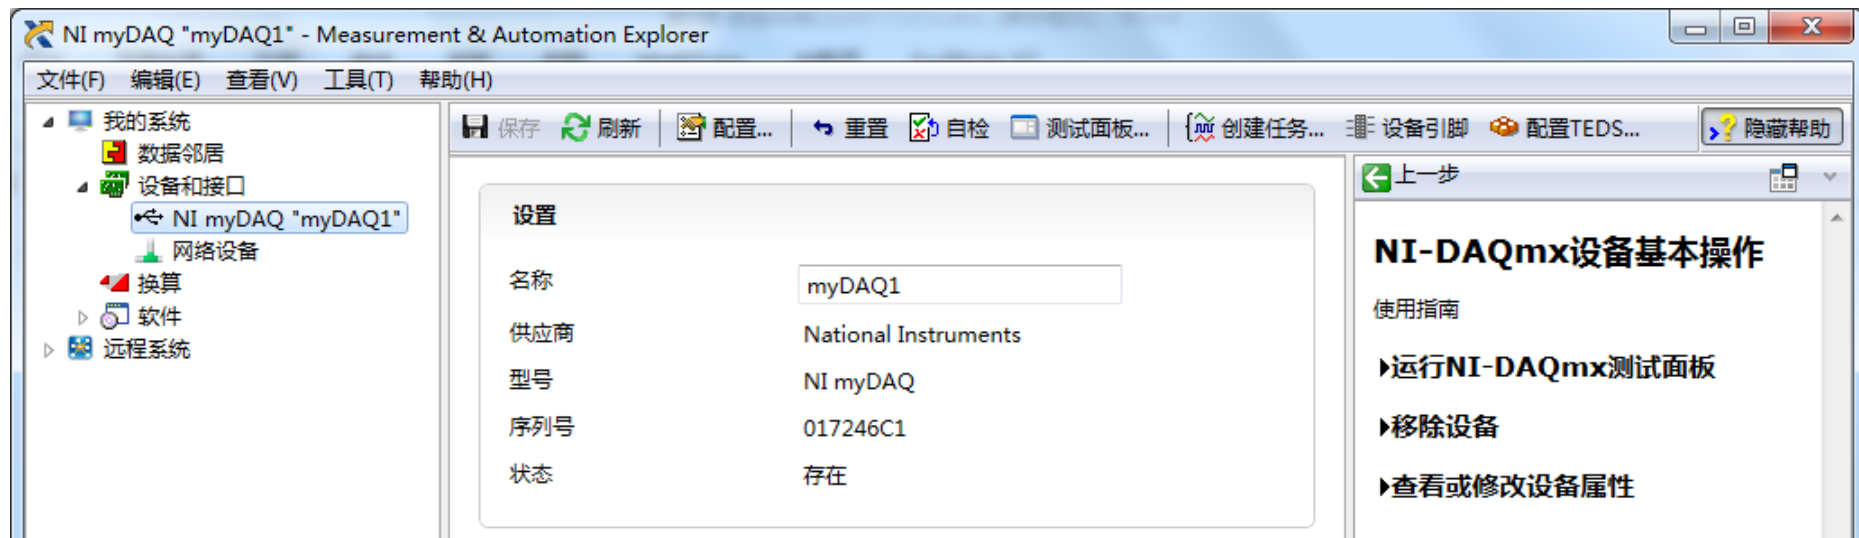 NI myDAQ "myDAQ1" - Measurement & Automation Explorer
文件(F) 编辑(E) 查看(V) 工具(T) 帮助(H)
我的系统
数据邻居
设备和接口
NI myDAQ "myDAQ1"
网络设备
换算
软件
远程系统
保存 刷新 配置... 重置 自检 测试面板... 创建任务... 设备引脚 配置TEDS... 隐藏帮助
设置
名称 myDAQ1
供应商 National Instruments
型号 NI myDAQ
序列号 017246C1
状态 存在
上一步
NI-DAQmx设备基本操作
使用指南
运行NI-DAQmx测试面板
移除设备
查看或修改设备属性